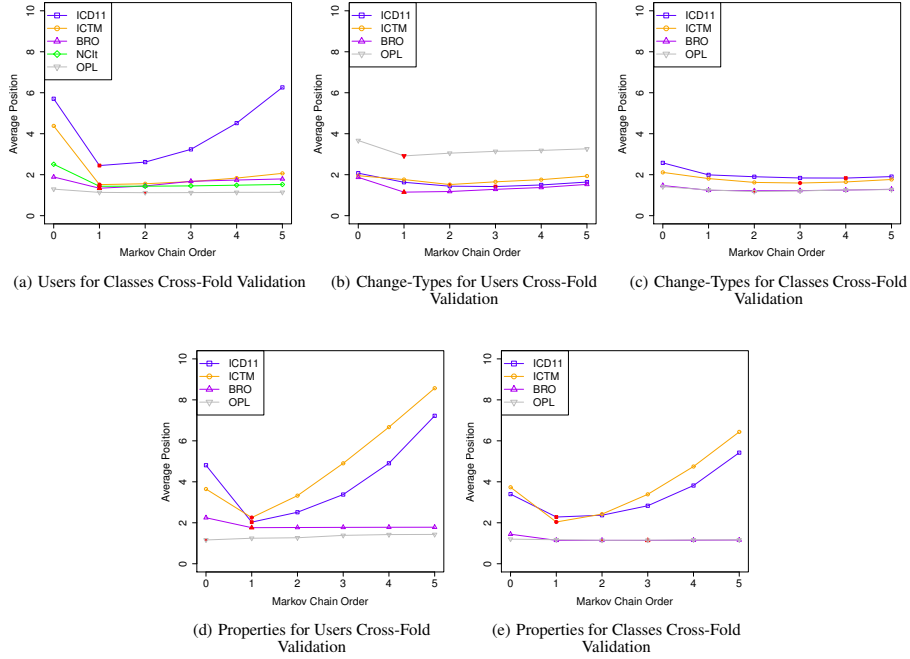 ICD11
ICTM
BRO
NCIt
OPL
Average Position
0 2 4 6 8 10
0 1 2 3 4 5
Markov Chain Order
(a) Users for Classes Cross-Fold Validation
ICD11
ICTM
BRO
OPL
Average Position
0 2 4 6 8 10
0 1 2 3 4 5
Markov Chain Order
(b) Change-Types for Users Cross-Fold
Validation
ICD11
ICTM
BRO
OPL
Average Position
0 2 4 6 8 10
0 1 2 3 4 5
Markov Chain Order
(c) Change-Types for Classes Cross-Fold
Validation
ICD11
ICTM
BRO
OPL
Average Position
0 2 4 6 8 10
0 1 2 3 4 5
Markov Chain Order
(d) Properties for Users Cross-Fold
Validation
ICD11
ICTM
BRO
OPL
Average Position
0 2 4 6 8 10
0 1 2 3 4 5
Markov Chain Order
(e) Properties for Classes Cross-Fold
Validation